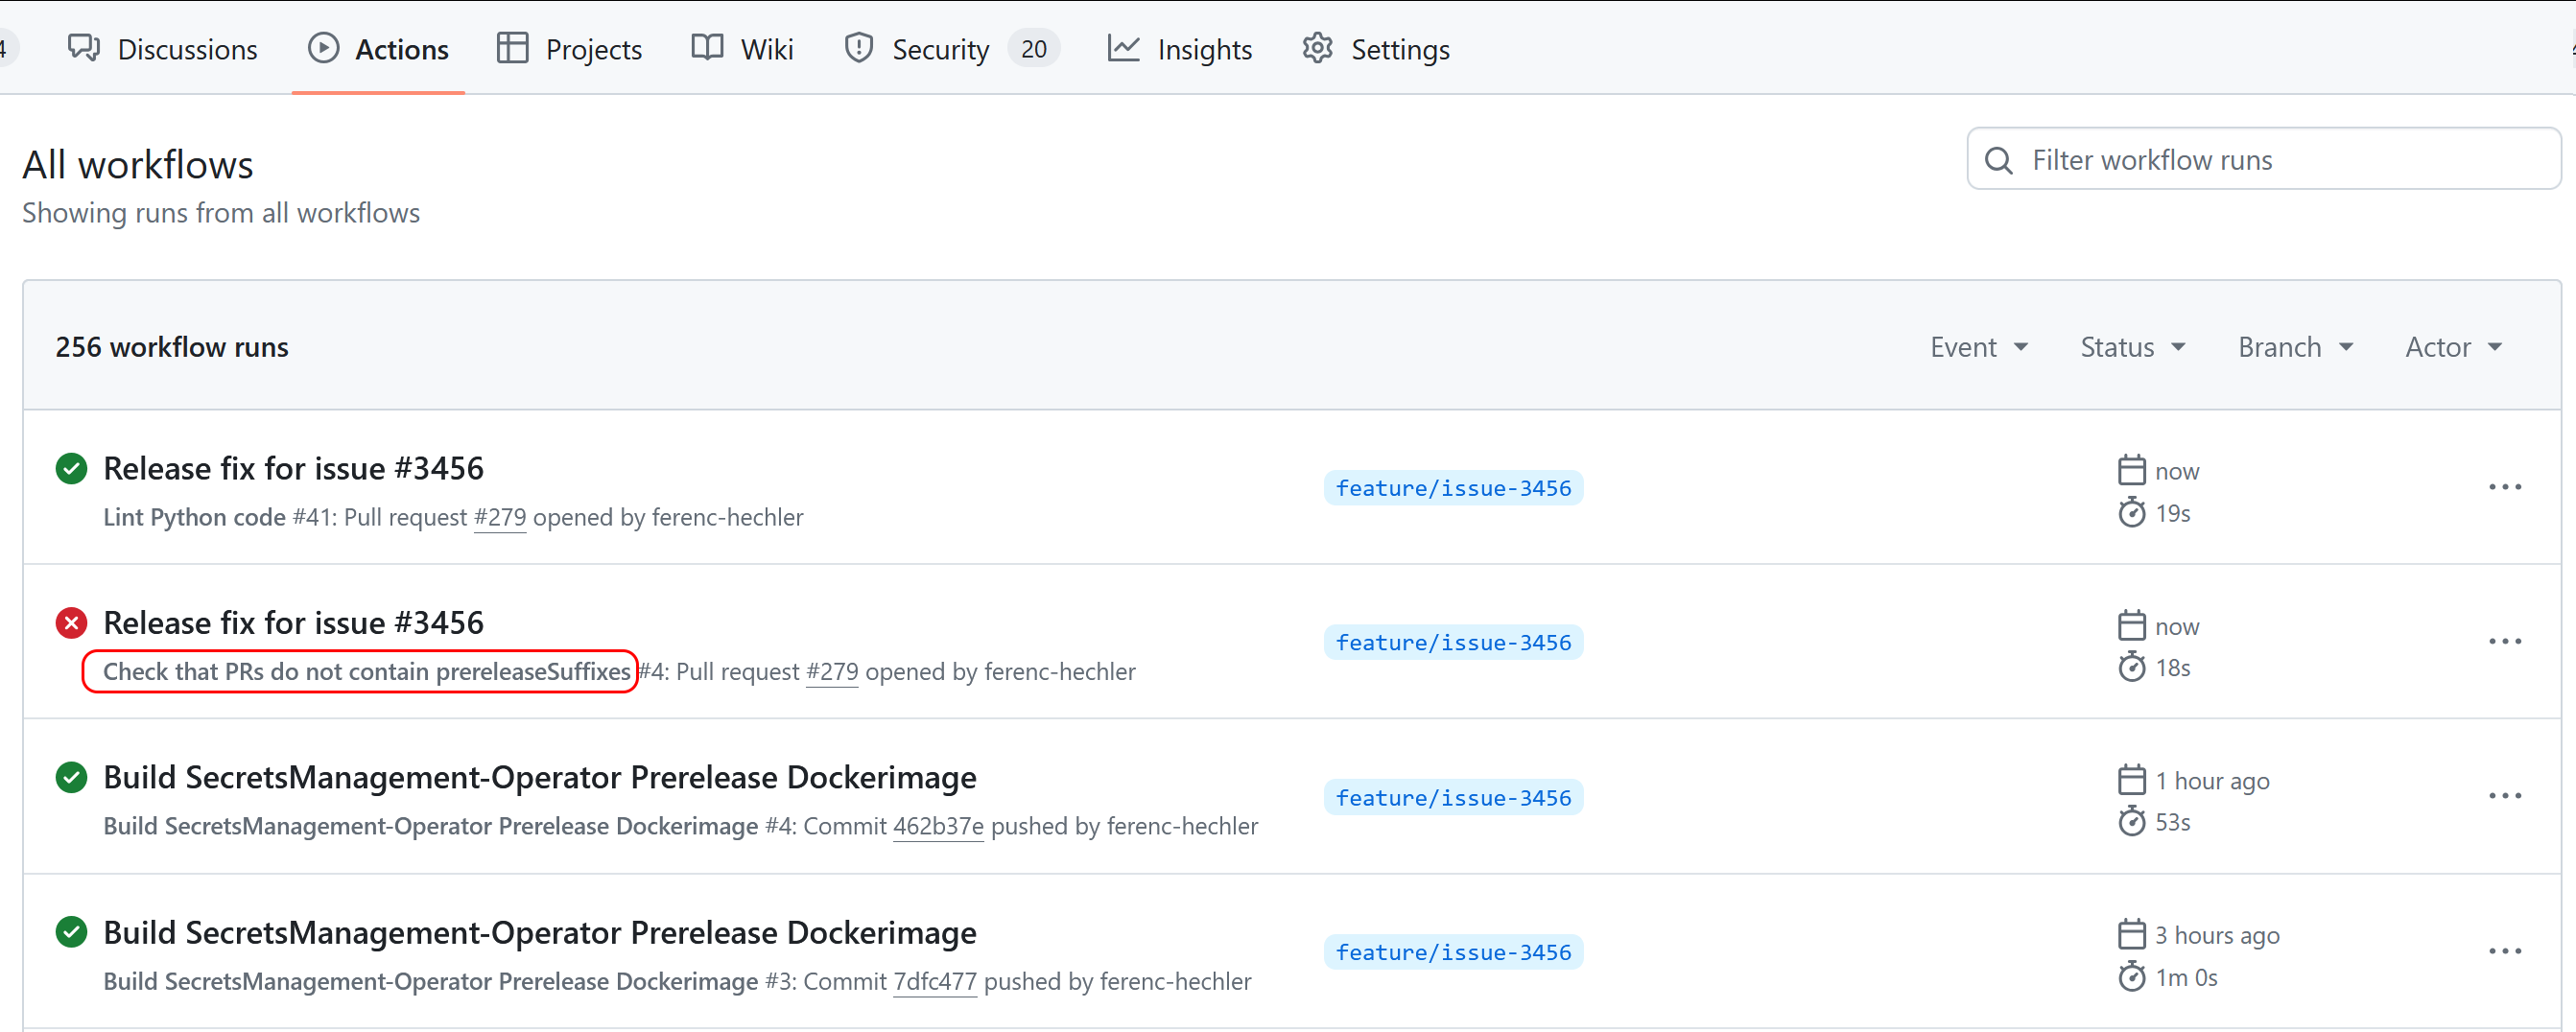 4 Discussions Actions Projects Wiki Security 20 Insights Settings
All workflows
Filter workflow runs
Showing runs from all workflows
256 workflow runs Event Status Branch Actor
Release fix for issue #3456
Lint Python code #41: Pull request #279 opened by ferenc-hechler
feature/issue-3456
now
19s
Release fix for issue #3456
Check that PRs do not contain prereleaseSuffixes #4: Pull request #279 opened by ferenc-hechler
feature/issue-3456
now
18s
Build SecretsManagement-Operator Prerelease Dockerimage
Build SecretsManagement-Operator Prerelease Dockerimage #4: Commit 462b37e pushed by ferenc-hechler
feature/issue-3456
1 hour ago
53s
Build SecretsManagement-Operator Prerelease Dockerimage
Build SecretsManagement-Operator Prerelease Dockerimage #3: Commit 7dfc477 pushed by ferenc-hechler
feature/issue-3456
3 hours ago
1m 0s